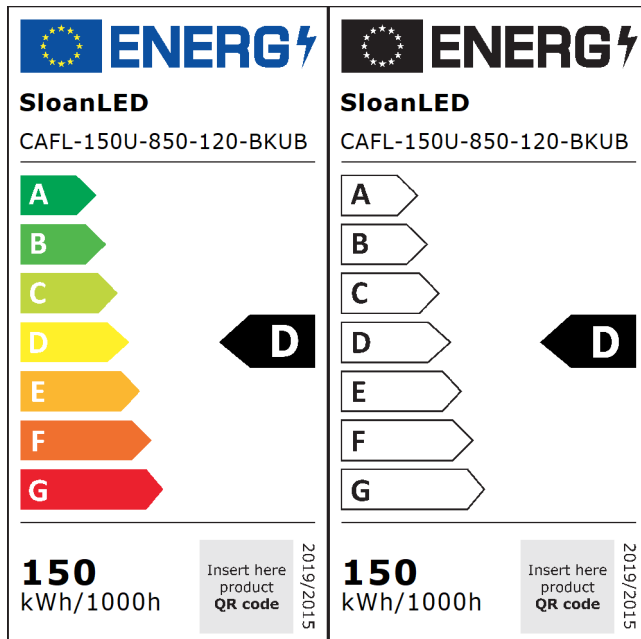 ENERG
SloanLED
CAFL-150U-850-120-BKUB
A
B
C
D
D
E
F
G
150
kWh/1000h
Insert here
product
QR code
2019/2015
ENERG
SloanLED
CAFL-150U-850-120-BKUB
A
B
C
D
D
E
F
G
150
kWh/1000h
Insert here
product
QR code
2019/2015